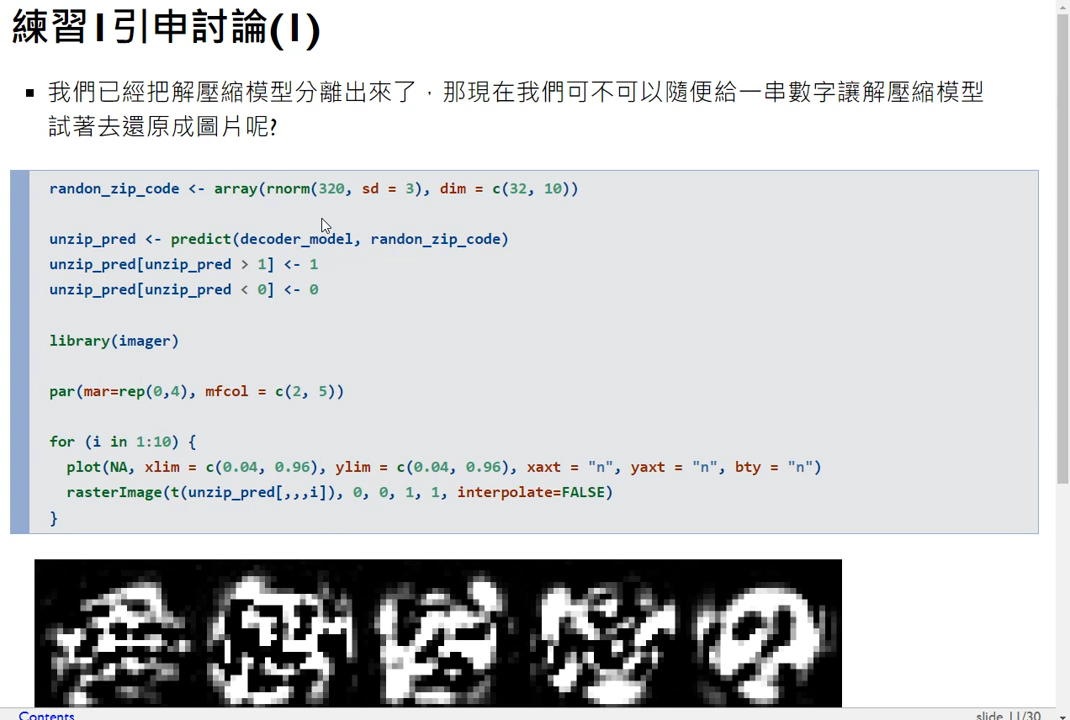 練習1引申討論(1)
▪ 我們已經把解壓縮模型分離出來了，那現在我們可不可以隨便給一串數字讓解壓縮模型
試著去還原成圖片呢?
randon_zip_code <- array(rnorm(320, sd = 3), dim = c(32, 10))
unzip_pred <- predict(decoder_model, randon_zip_code)
unzip_pred[unzip_pred > 1] <- 1
unzip_pred[unzip_pred < 0] <- 0
library(imager)
par(mar=rep(0,4), mfcol = c(2, 5))
for (i in 1:10) {
  plot(NA, xlim = c(0.04, 0.96), ylim = c(0.04, 0.96), xaxt = "n", yaxt = "n", bty = "n")
  rasterImage(t(unzip_pred[,,,i]), 0, 0, 1, 1, interpolate=FALSE)
}
Contents
slide 11/30